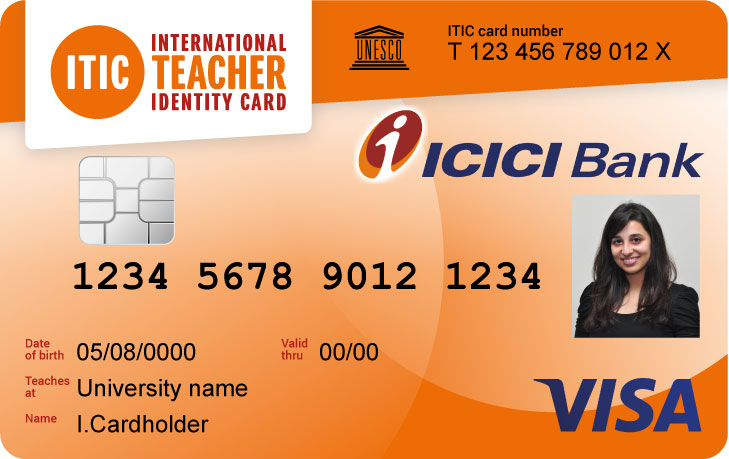 ITIC
INTERNATIONAL
TEACHER
IDENTITY CARD
UNESCO
ITIC card number
T 123 456 789 012 X
i ICICI Bank
1234 5678 9012 1234
Date
of birth 05/08/0000
Valid
thru 00/00
Teaches
at University name
Name I.Cardholder
VISA